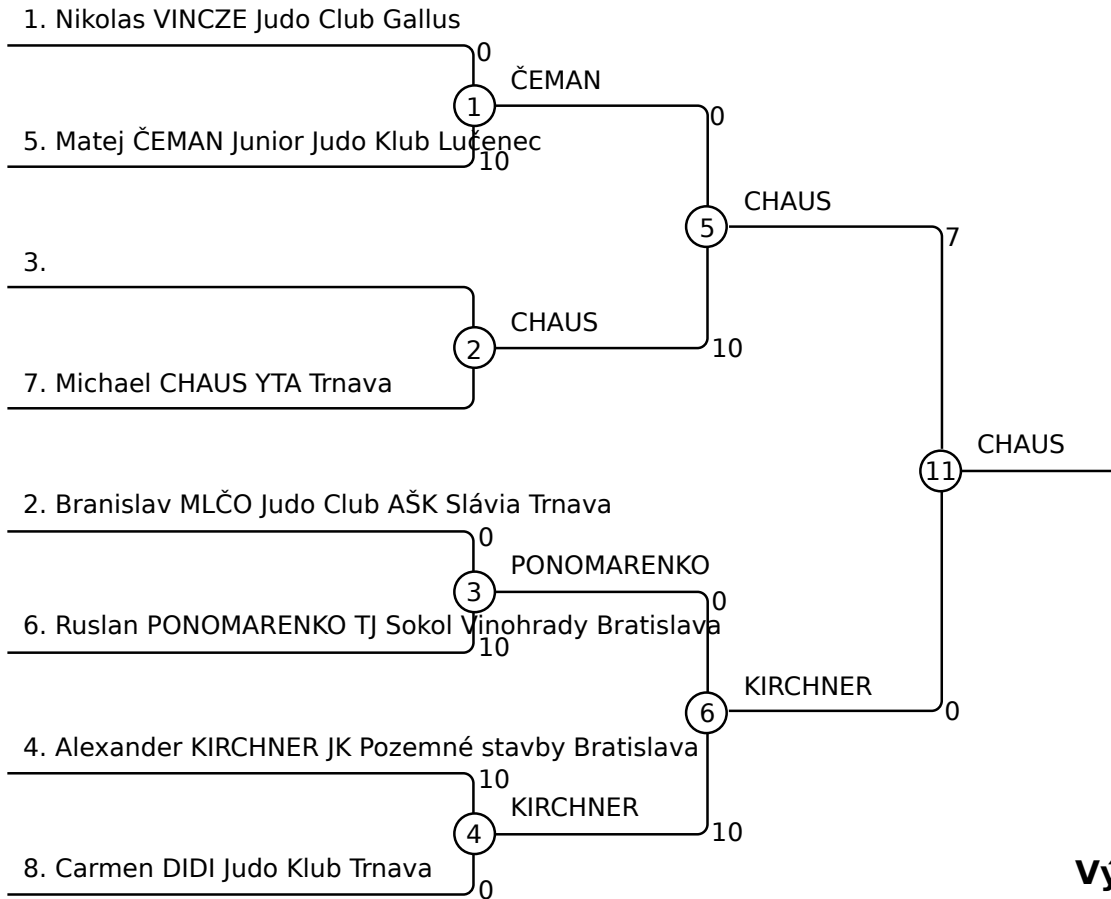 1. Nikolas VINCZE Judo Club Gallus
0
ČEMAN
1
0
5. Matej ČEMAN Junior Judo Klub Lučenec
10
CHAUS
5
7
3.
CHAUS
2
10
7. Michael CHAUS YTA Trnava
CHAUS
11
2. Branislav MLČO Judo Club AŠK Slávia Trnava
0
PONOMARENKO
3
0
6. Ruslan PONOMARENKO TJ Sokol Vinohrady Bratislava
10
KIRCHNER
6
0
4. Alexander KIRCHNER JK Pozemné stavby Bratislava
10
KIRCHNER
4
10
8. Carmen DIDI Judo Klub Trnava
0
Vý